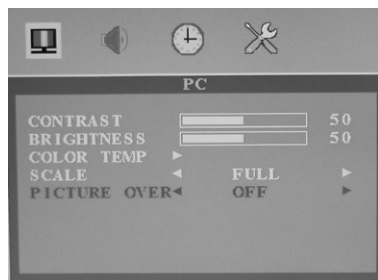 PC
CONTRAST 50
BRIGHTNESS 50
COLOR TEMP
SCALE FULL
PICTURE OVER OFF